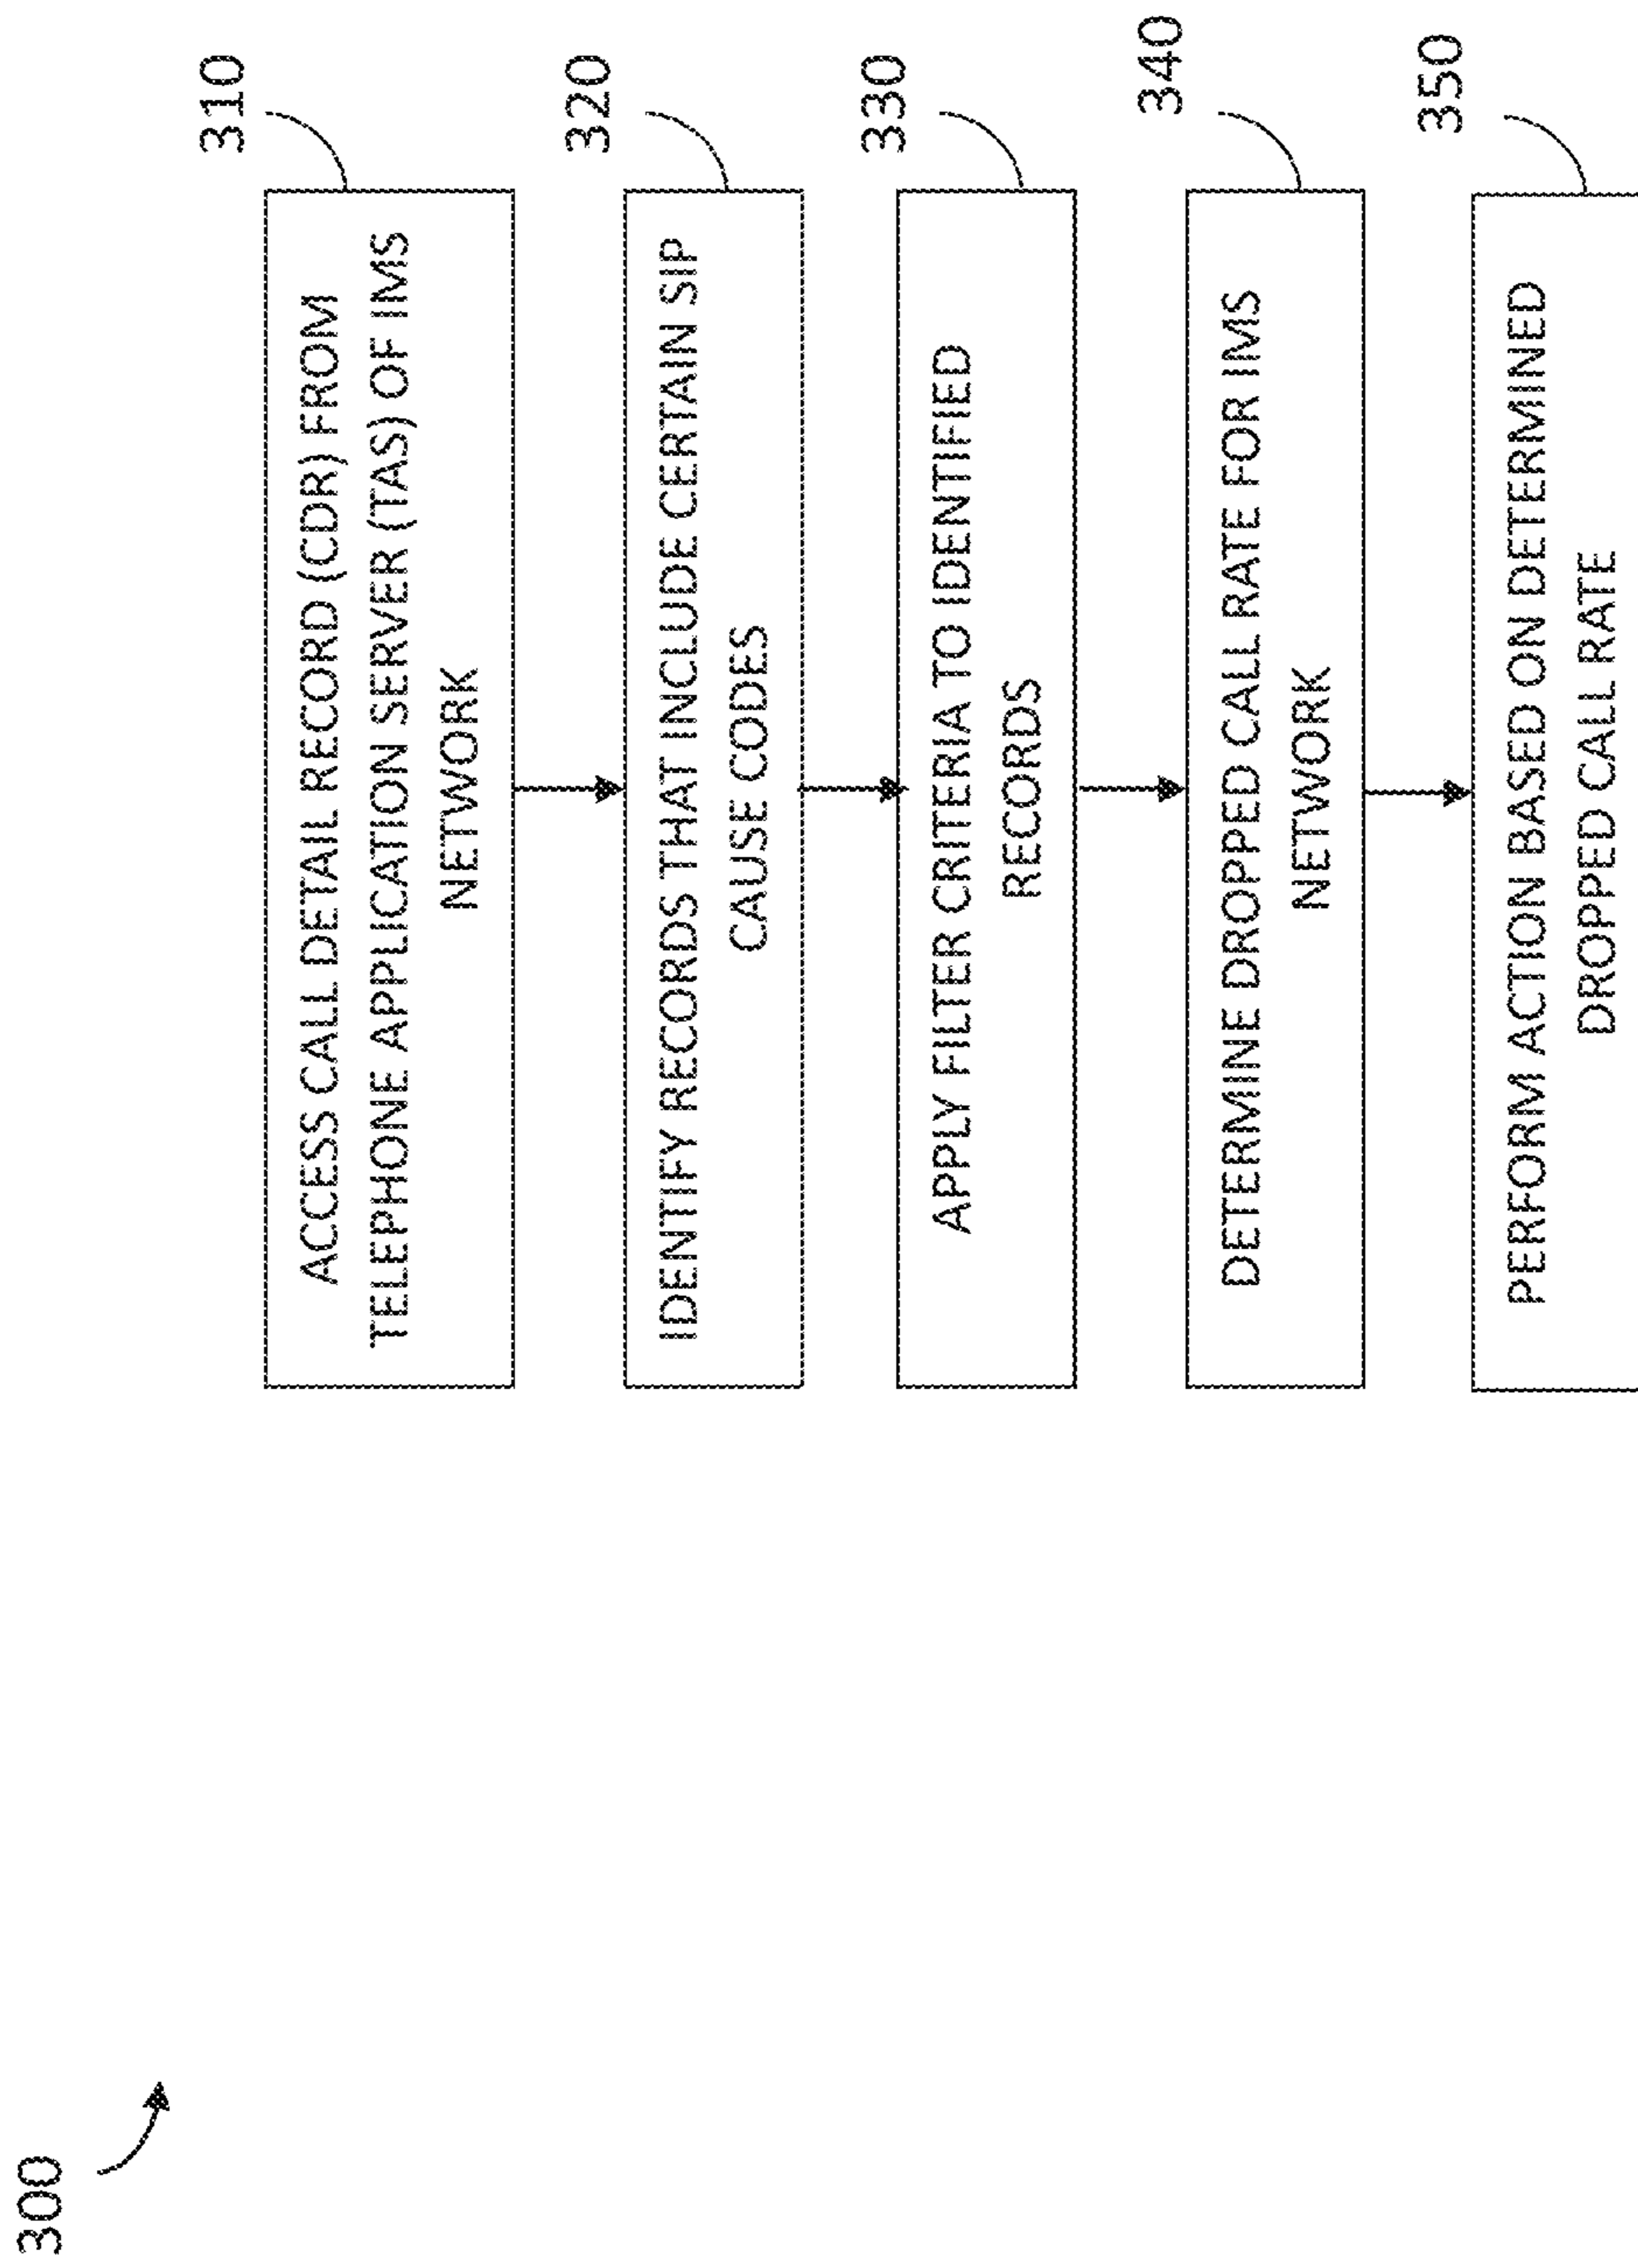 300
310
ACCESS CALL DETAIL RECORD (CDR) FROM
TELEPHONE APPLICATION SERVER (TAS) OF IMS
NETWORK
320
IDENTIFY RECORDS THAT INCLUDE CERTAIN SIP
CAUSE CODES
330
APPLY FILTER CRITERIA TO IDENTIFIED
RECORDS
340
DETERMINE DROPPED CALL RATE FOR IMS
NETWORK
350
PERFORM ACTION BASED ON DETERMINED
DROPPED CALL RATE